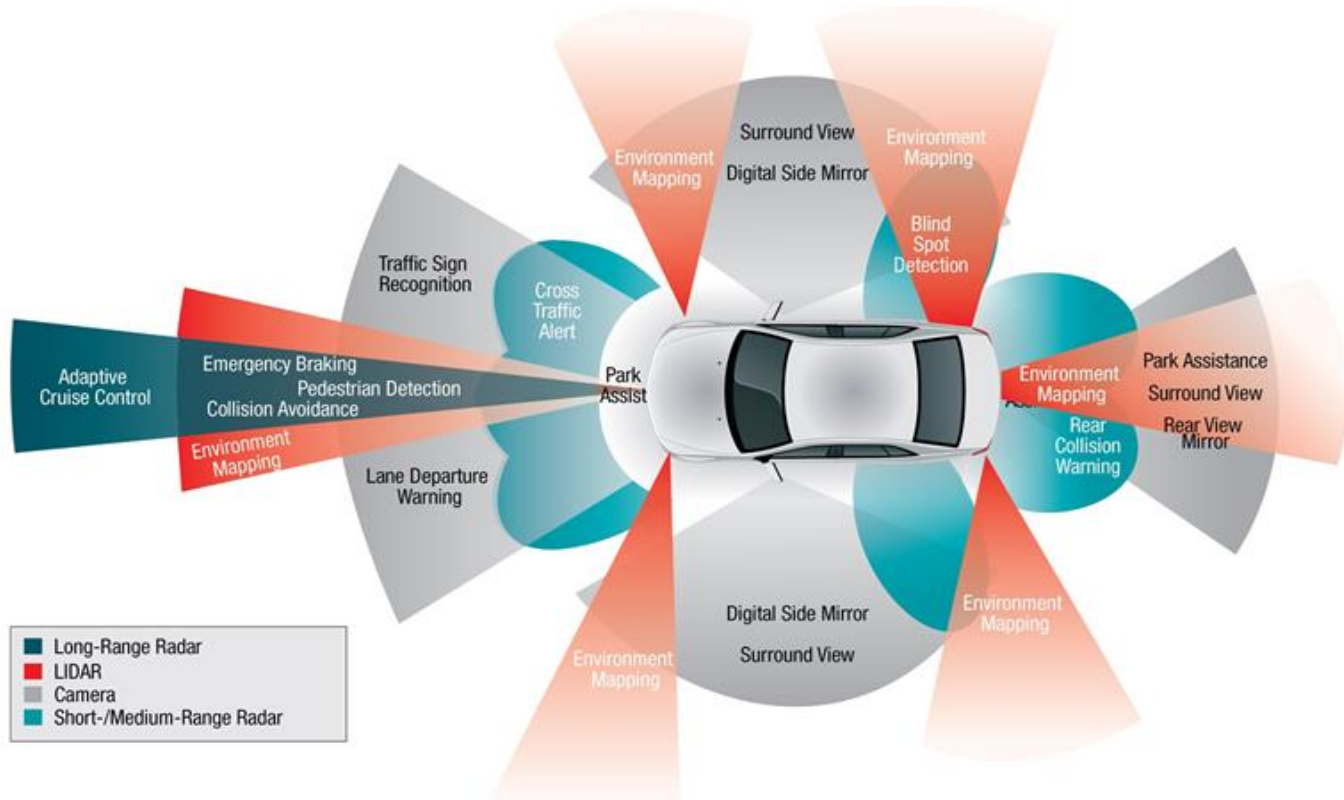 Surround View
Digital Side Mirror
Environment
Mapping
Environment
Mapping
Blind
Spot
Detection
Traffic Sign
Recognition
Cross
Traffic
Alert
Adaptive
Cruise Control
Emergency Braking
Pedestrian Detection
Collision Avoidance
Environment
Mapping
Lane Departure
Warning
Park
Assist
Environment
Mapping
Rear
Collision
Warning
Park Assistance
Surround View
Rear View
Mirror
Digital Side Mirror
Surround View
Environment
Mapping
Environment
Mapping
Long-Range Radar
LIDAR
Camera
Short-/Medium-Range Radar